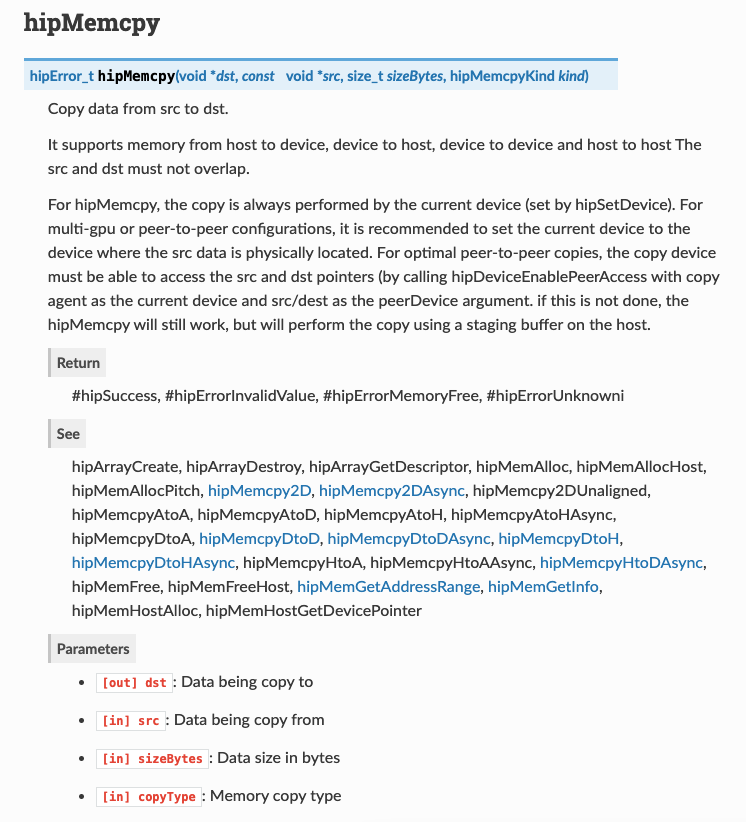 hipMemcpy
hipError_t hipMemcpy(void *dst, const void *src, size_t sizeBytes, hipMemcpyKind kind)
Copy data from src to dst.
It supports memory from host to device, device to host, device to device and host to host The
src and dst must not overlap.
For hipMemcpy, the copy is always performed by the current device (set by hipSetDevice). For
multi-gpu or peer-to-peer configurations, it is recommended to set the current device to the
device where the src data is physically located. For optimal peer-to-peer copies, the copy device
must be able to access the src and dst pointers (by calling hipDeviceEnablePeerAccess with copy
agent as the current device and src/dest as the peerDevice argument. if this is not done, the
hipMemcpy will still work, but will perform the copy using a staging buffer on the host.
Return
#hipSuccess, #hipErrorInvalidValue, #hipErrorMemoryFree, #hipErrorUnknowni
See
hipArrayCreate, hipArrayDestroy, hipArrayGetDescriptor, hipMemAlloc, hipMemAllocHost,
hipMemAllocPitch, hipMemcpy2D, hipMemcpy2DAsync, hipMemcpy2DUnaligned,
hipMemcpyAtoA, hipMemcpyAtoD, hipMemcpyAtoH, hipMemcpyAtoHAsync,
hipMemcpyDtoA, hipMemcpyDtoD, hipMemcpyDtoDAsync, hipMemcpyDtoH,
hipMemcpyDtoHAsync, hipMemcpyHtoA, hipMemcpyHtoAAsync, hipMemcpyHtoDAsync,
hipMemFree, hipMemFreeHost, hipMemGetAddressRange, hipMemGetInfo,
hipMemHostAlloc, hipMemHostGetDevicePointer
Parameters
• [out] dst: Data being copy to
• [in] src: Data being copy from
• [in] sizeBytes: Data size in bytes
• [in] copyType: Memory copy type